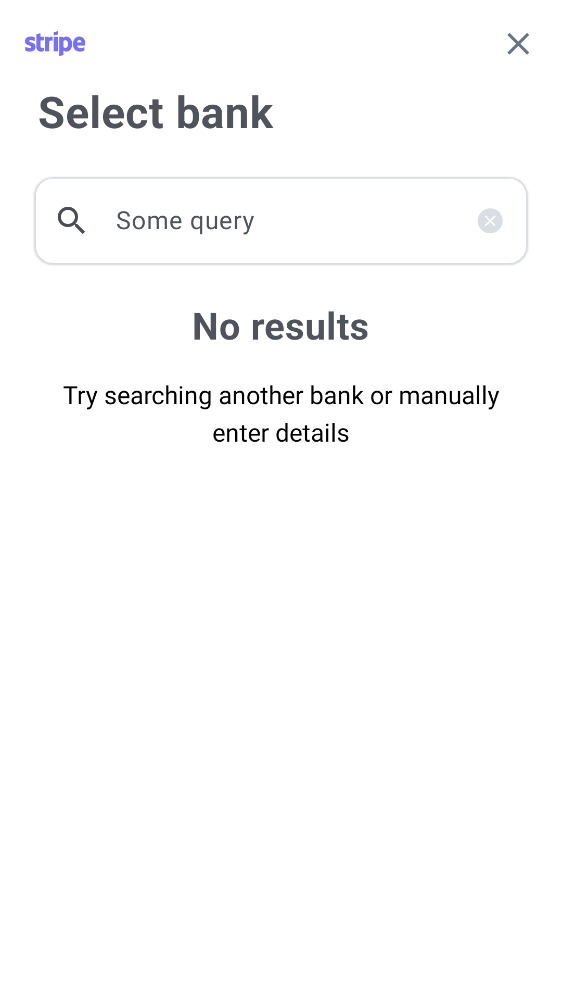 stripe
Select bank
Some query
No results
Try searching another bank or manually
enter details